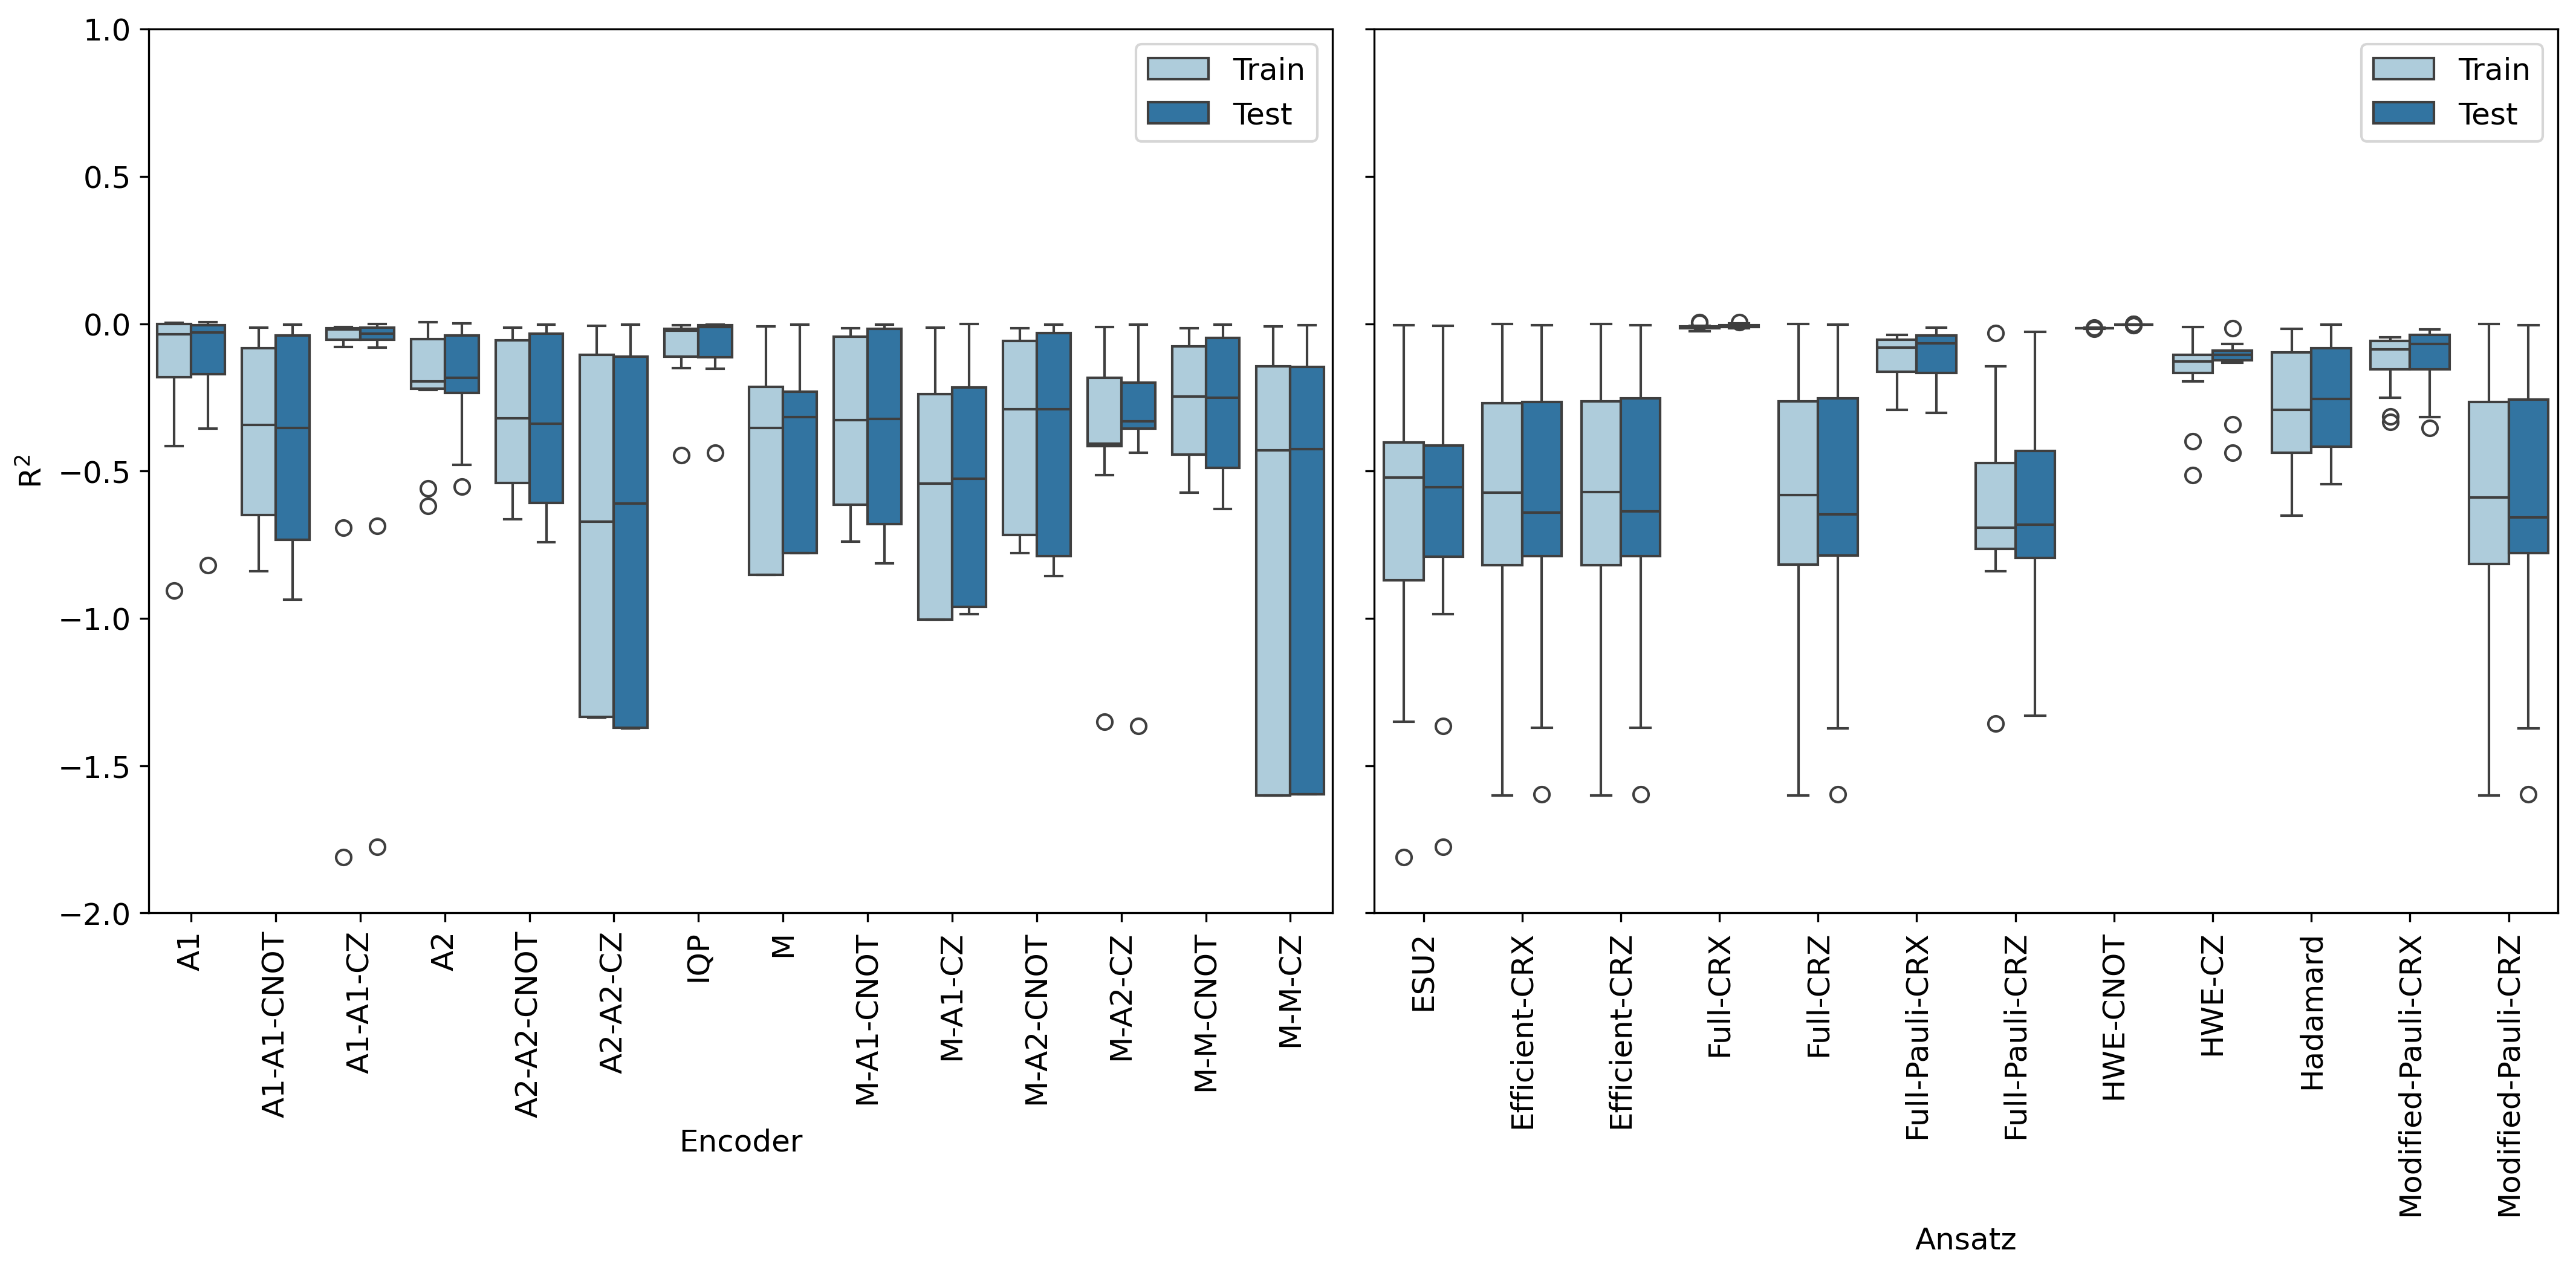 R²
1.0
0.5
0.0
−0.5
−1.0
−1.5
−2.0
Train
Test
A1
A1-A1-CNOT
A1-A1-CZ
A2
A2-A2-CNOT
A2-A2-CZ
IQP
M
M-A1-CNOT
M-A1-CZ
M-A2-CNOT
M-A2-CZ
M-M-CNOT
M-M-CZ
Encoder
Train
Test
ESU2
Efficient-CRX
Efficient-CRZ
Full-CRX
Full-CRZ
Full-Pauli-CRX
Full-Pauli-CRZ
HWE-CNOT
HWE-CZ
Hadamard
Modified-Pauli-CRX
Modified-Pauli-CRZ
Ansatz